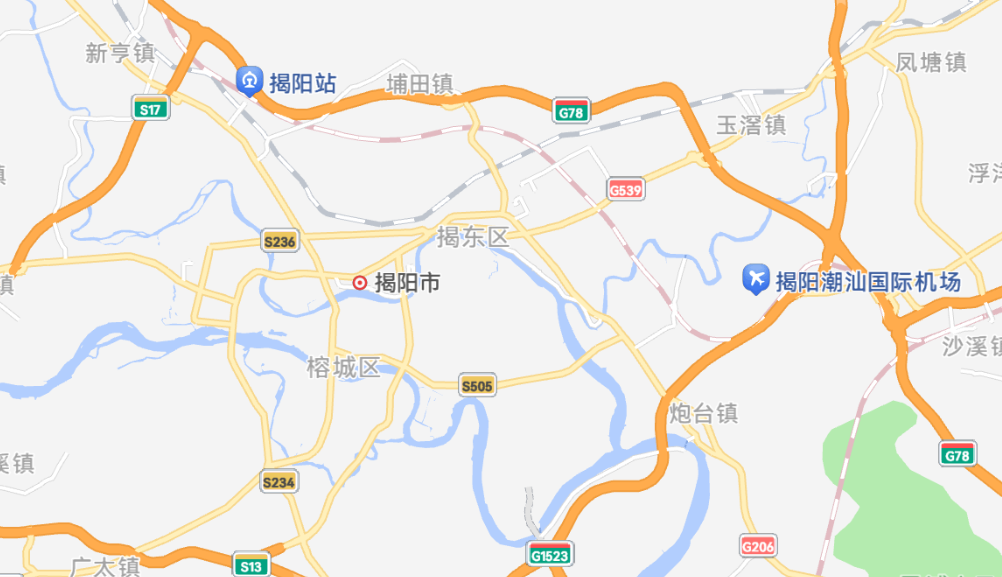 新亨镇
凤塘镇
揭阳站
埔田镇
S17
G78
玉滘镇
浮洋
G539
S236
揭东区
揭阳市
揭阳潮汕国际机场
沙溪镇
榕城区
S505
炮台镇
G78
溪镇
S234
G206
G1523
广太镇
S13
镇
镇